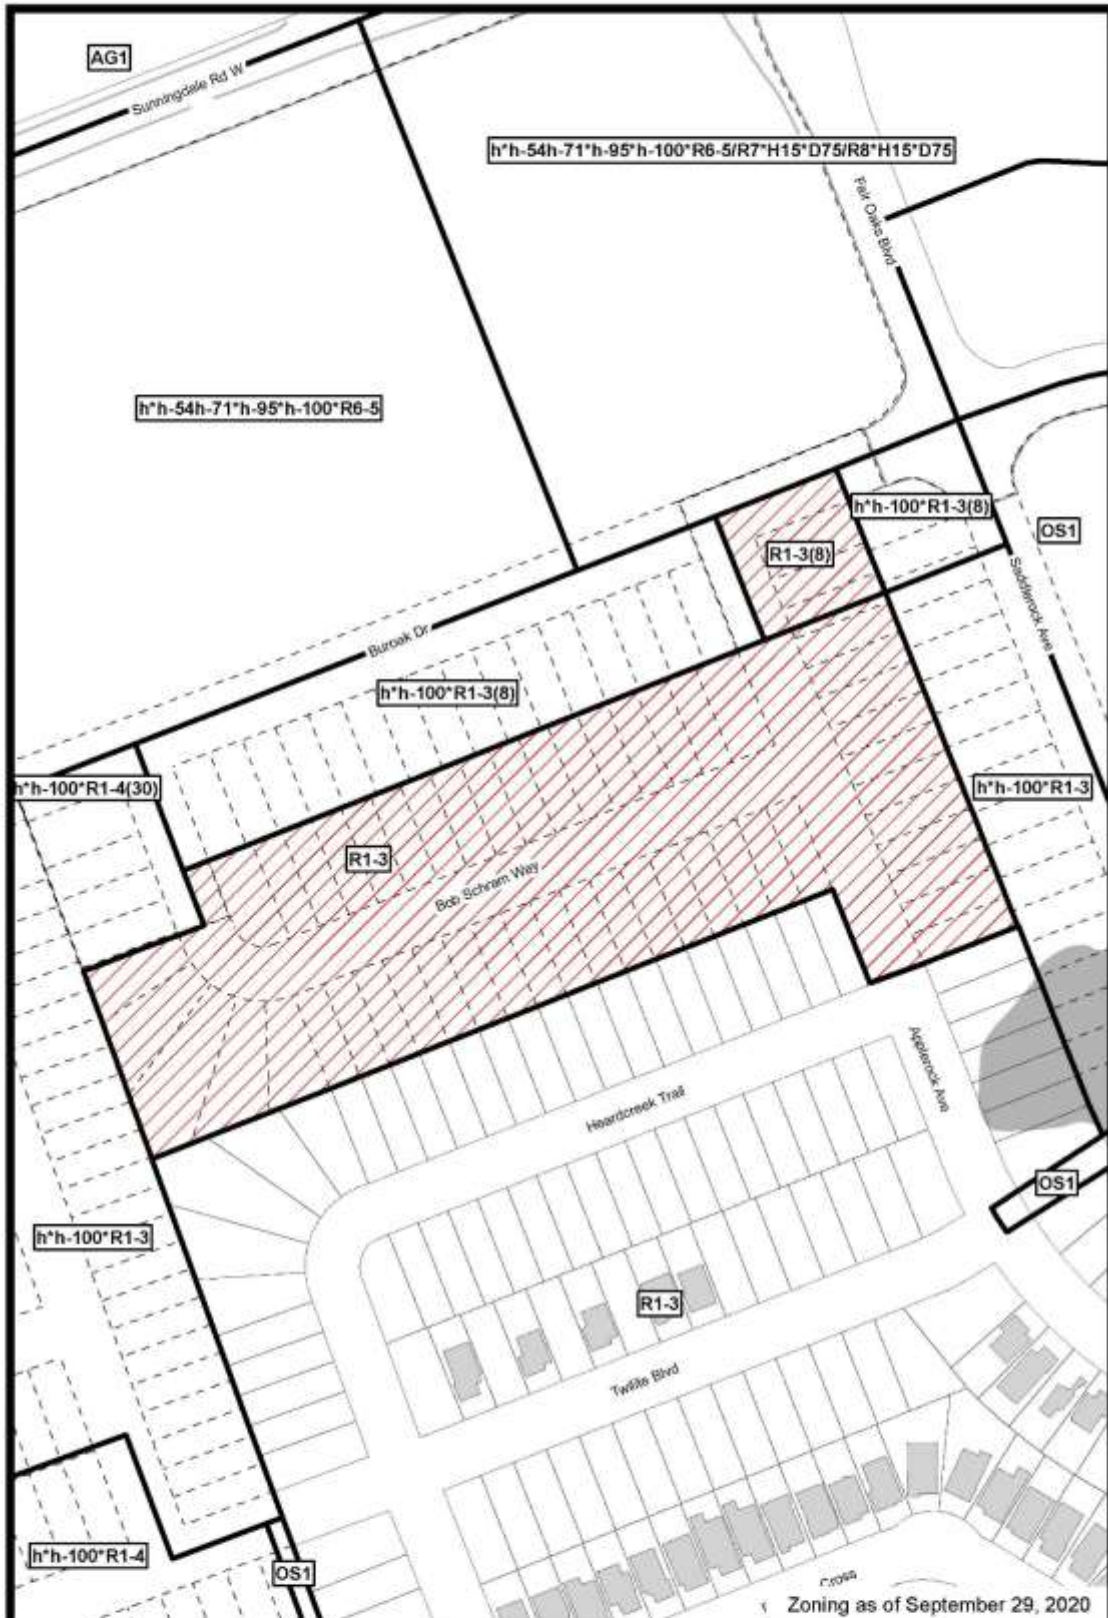 AG1
Sunningdale Rd W
h*h-54h-71*h-95*h-100*R6-5/R7*H15*D75/R8*H15*D75
Fair Oaks Blvd
h*h-54h-71*h-95*h-100*R6-5
h*h-100*R1-3(8)
OS1
R1-3(8)
Saddlerock Ave
Buroak Dr
h*h-100*R1-3(8)
h*h-100*R1-4(30)
h*h-100*R1-3
R1-3
Bob Schram Way
Applerock Ave
Heardcreek Trail
OS1
h*h-100*R1-3
R1-3
Twilite Blvd
h*h-100*R1-4
OS1
Cross
Zoning as of September 29, 2020